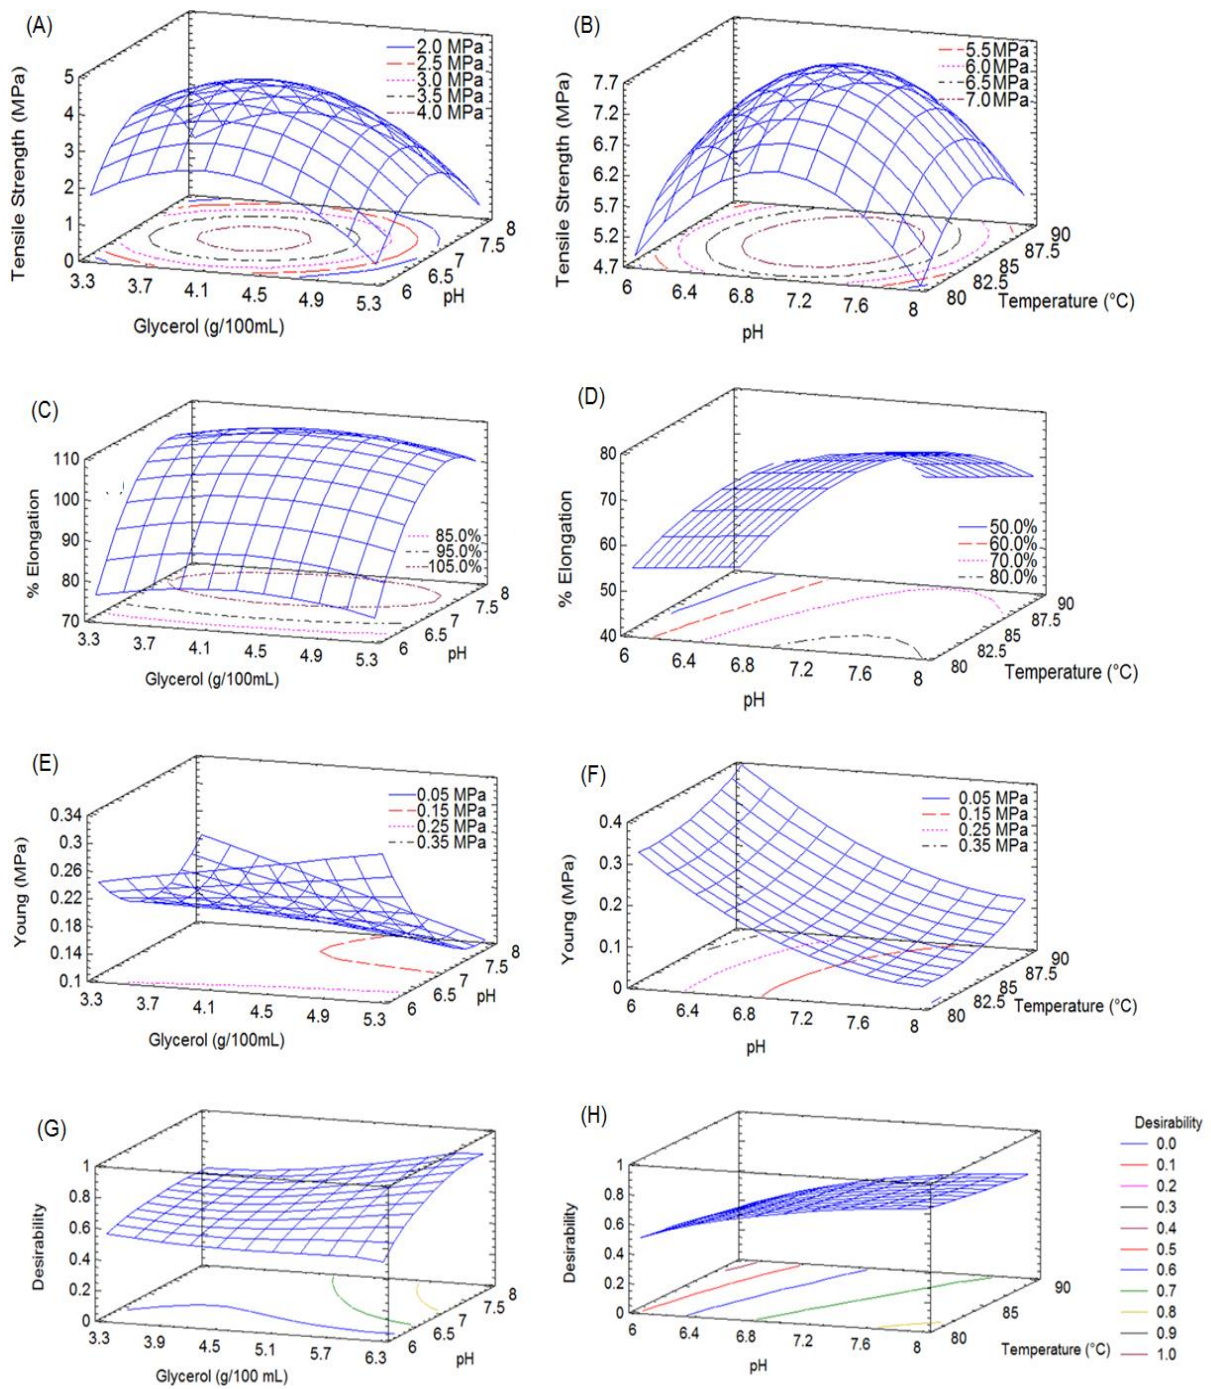 (A)
2.0 MPa
2.5 MPa
3.0 MPa
3.5 MPa
4.0 MPa
Tensile Strength (MPa)
5
4
3
2
1
0
3.3 3.7 4.1 4.5 4.9 5.3
Glycerol (g/100mL)
6 6.5 7 7.5 8
pH
(B)
5.5MPa
6.0MPa
6.5MPa
7.0MPa
Tensile Strength (MPa)
7.7
7.2
6.7
6.2
5.7
5.2
4.7
6 6.4 6.8 7.2 7.6 8
pH
80 82.5 85 87.5 90
Temperature (°C)
(C)
85.0%
95.0%
105.0%
% Elongation
110
100
90
80
70
3.3 3.7 4.1 4.5 4.9 5.3
Glycerol (g/100mL)
6 6.5 7 7.5 8
pH
(D)
50.0%
60.0%
70.0%
80.0%
% Elongation
80
70
60
50
40
6 6.4 6.8 7.2 7.6 8
pH
80 82.5 85 87.5 90
Temperature (°C)
(E)
0.05 MPa
0.15 MPa
0.25 MPa
0.35 MPa
Young (MPa)
0.34
0.3
0.26
0.22
0.18
0.14
0.1
3.3 3.7 4.1 4.5 4.9 5.3
Glycerol (g/100mL)
6 6.5 7 7.5 8
pH
(F)
0.05 MPa
0.15 MPa
0.25 MPa
0.35 MPa
Young (MPa)
0.4
0.3
0.2
0.1
0
6 6.4 6.8 7.2 7.6 8
pH
80 82.5 85 87.5 90
Temperature (°C)
(G)
Desirability
1
0.8
0.6
0.4
0.2
0
3.3 3.9 4.5 5.1 5.7 6.3
Glycerol (g/100 mL)
6 6.5 7 7.5 8
pH
(H)
Desirability
1
0.8
0.6
0.4
0.2
0
6 6.4 6.8 7.2 7.6 8
pH
80 85 90
Temperature (°C)
Desirability
0.0
0.1
0.2
0.3
0.4
0.5
0.6
0.7
0.8
0.9
1.0